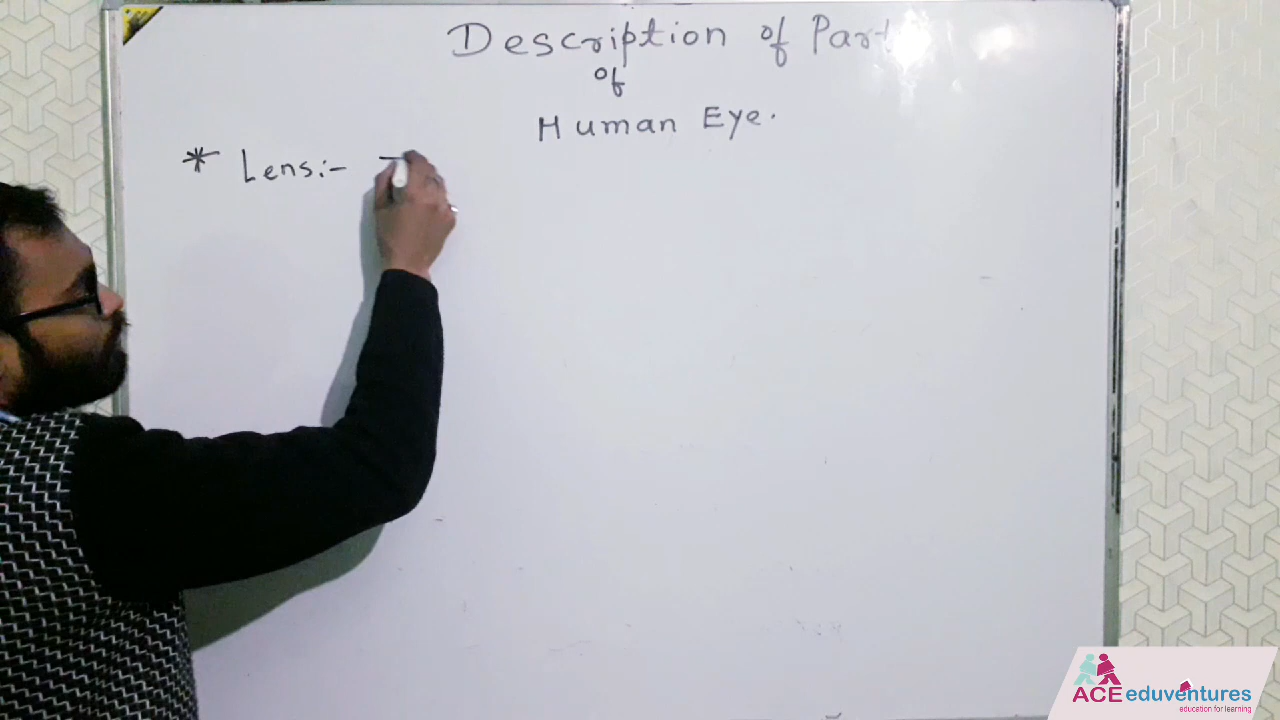 Description of Part
of
Human Eye.
* Lens:-
ACE eduventures
education for learning